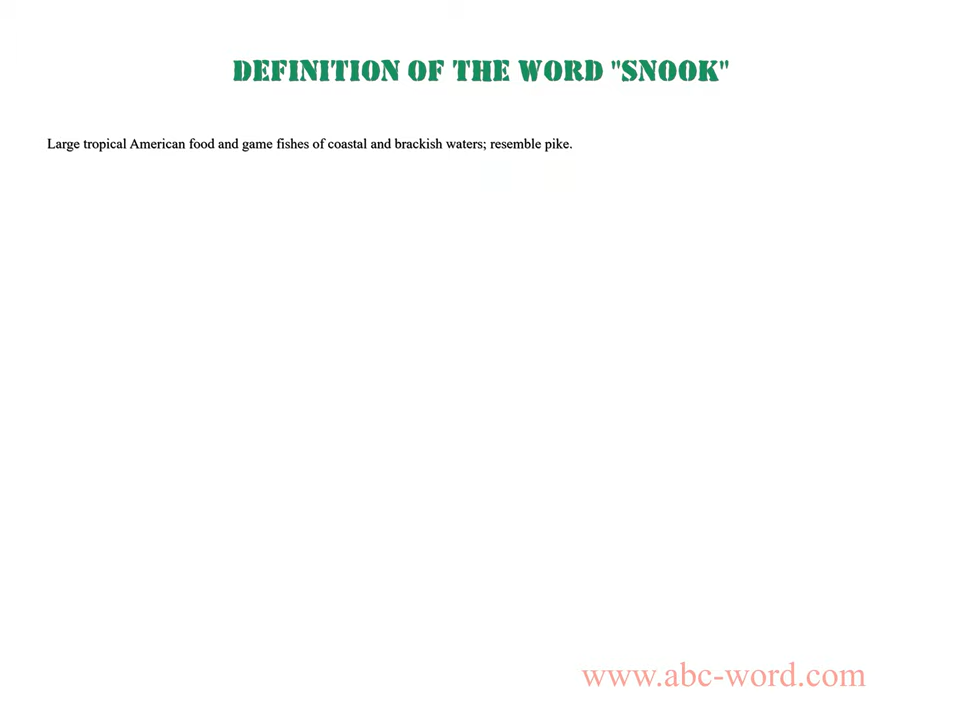 DEFINITION OF THE WORD "SNOOK"
Large tropical American food and game fishes of coastal and brackish waters; resemble pike.
www.abc-word.com